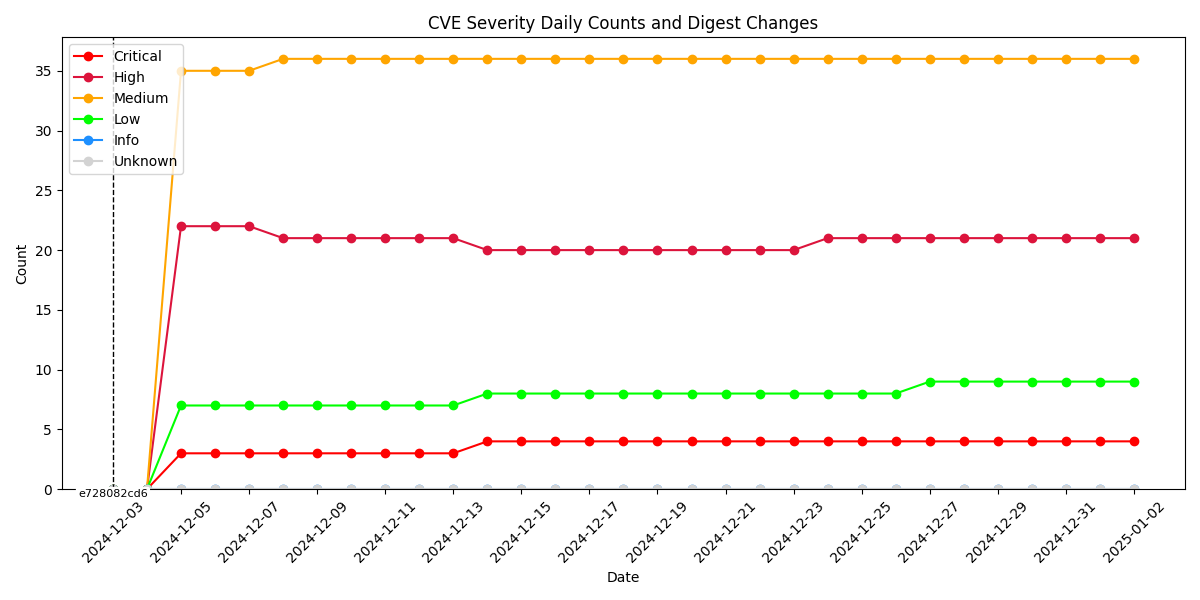 CVE Severity Daily Counts and Digest Changes
Critical
High
Medium
Low
Info
Unknown
Count
35
30
25
20
15
10
5
0
e728082cd6
2024-12-03
2024-12-05
2024-12-07
2024-12-09
2024-12-11
2024-12-13
2024-12-15
2024-12-17
2024-12-19
2024-12-21
2024-12-23
2024-12-25
2024-12-27
2024-12-29
2024-12-31
2025-01-02
Date